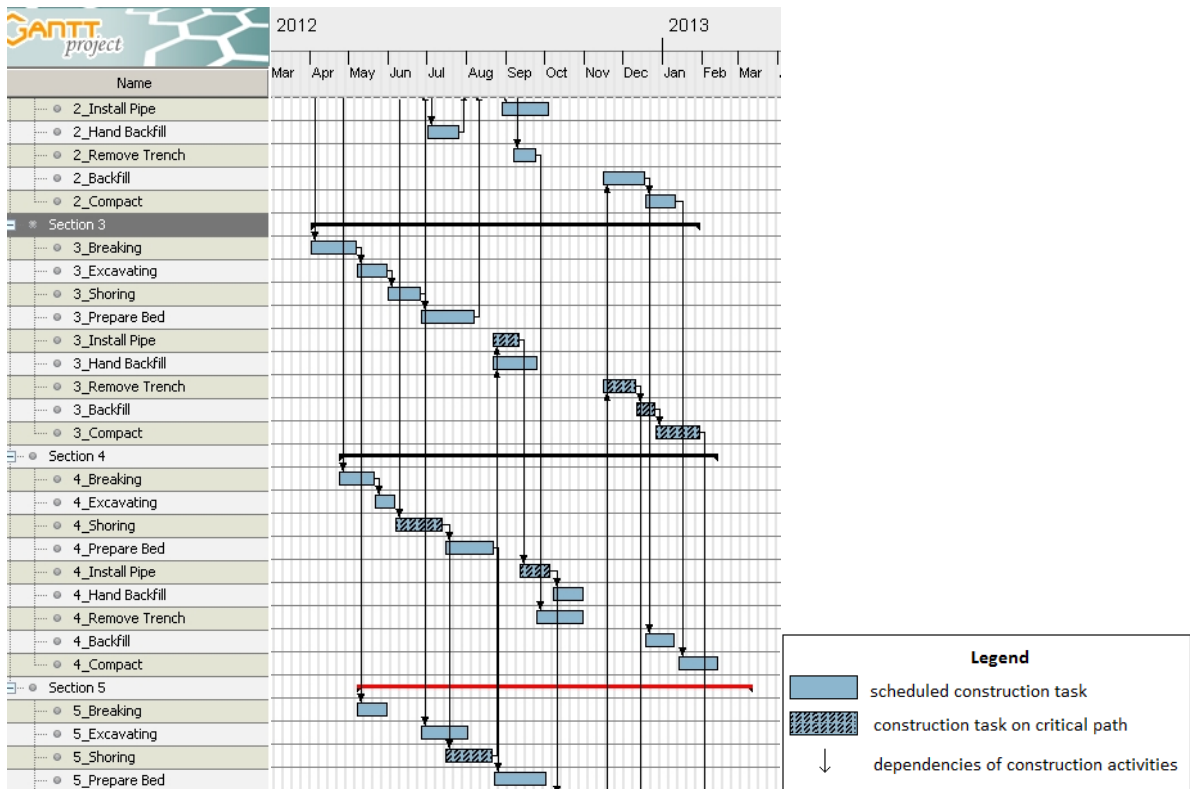 GANTT
project
2012 2013
Name Mar Apr May Jun Jul Aug Sep Oct Nov Dec Jan Feb Mar
2_Install Pipe
2_Hand Backfill
2_Remove Trench
2_Backfill
2_Compact
Section 3
3_Breaking
3_Excavating
3_Shoring
3_Prepare Bed
3_Install Pipe
3_Hand Backfill
3_Remove Trench
3_Backfill
3_Compact
Section 4
4_Breaking
4_Excavating
4_Shoring
4_Prepare Bed
4_Install Pipe
4_Hand Backfill
4_Remove Trench
4_Backfill
4_Compact
Section 5
5_Breaking
5_Excavating
5_Shoring
5_Prepare Bed
Legend
scheduled construction task
construction task on critical path
dependencies of construction activities